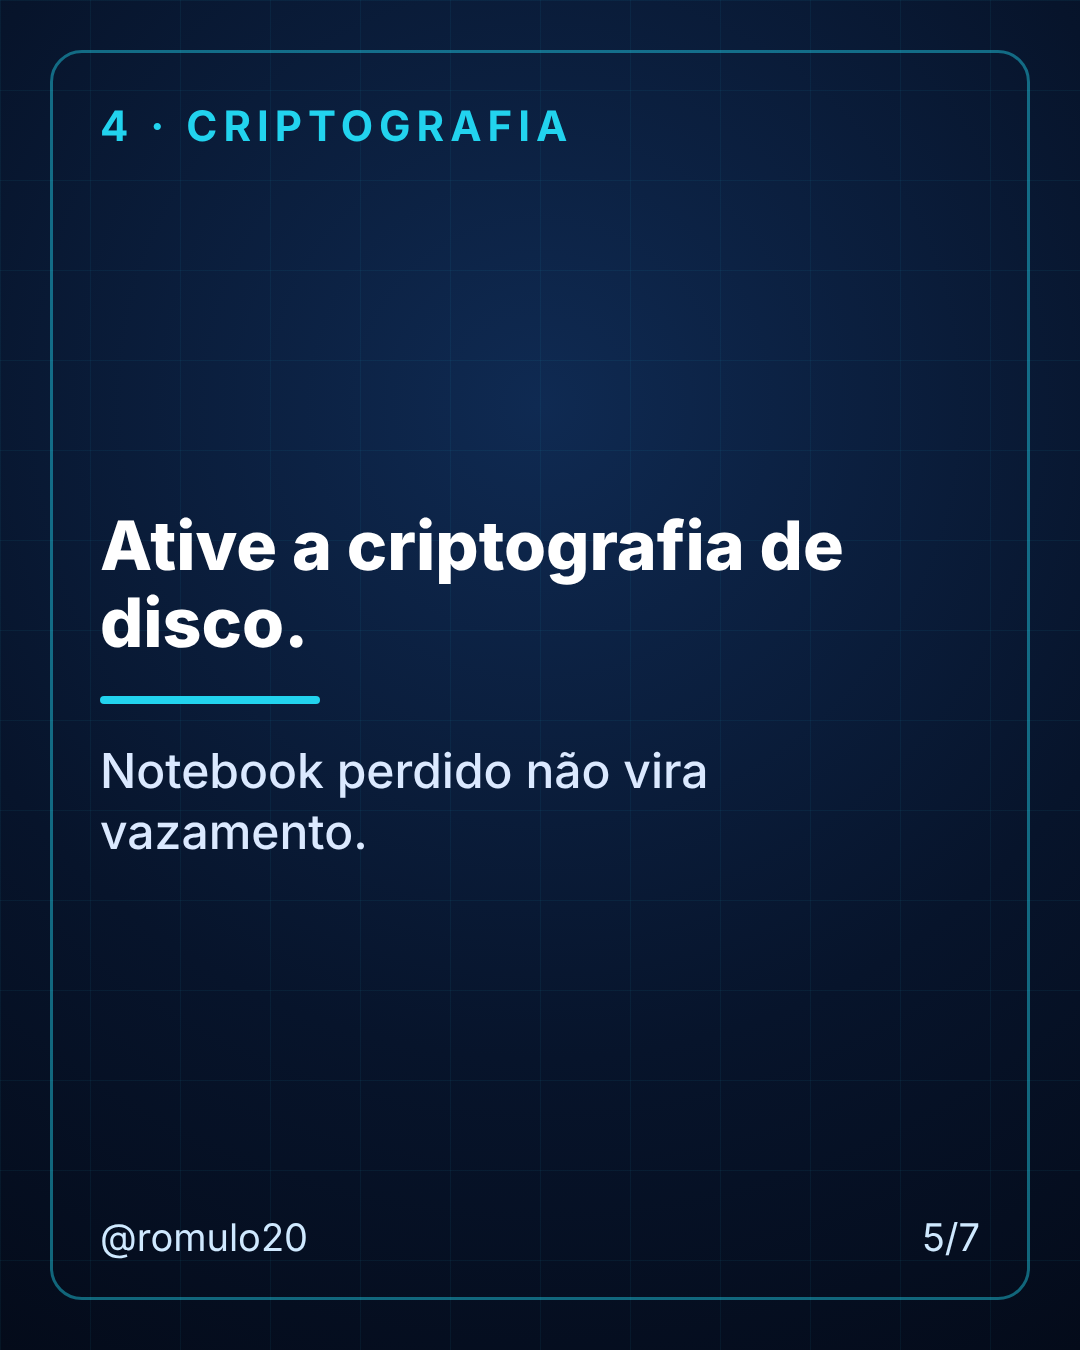 4 · CRIPTOGRAFIA
Ative a criptografia de
disco.
Notebook perdido não vira
vazamento.
@romulo20
5/7